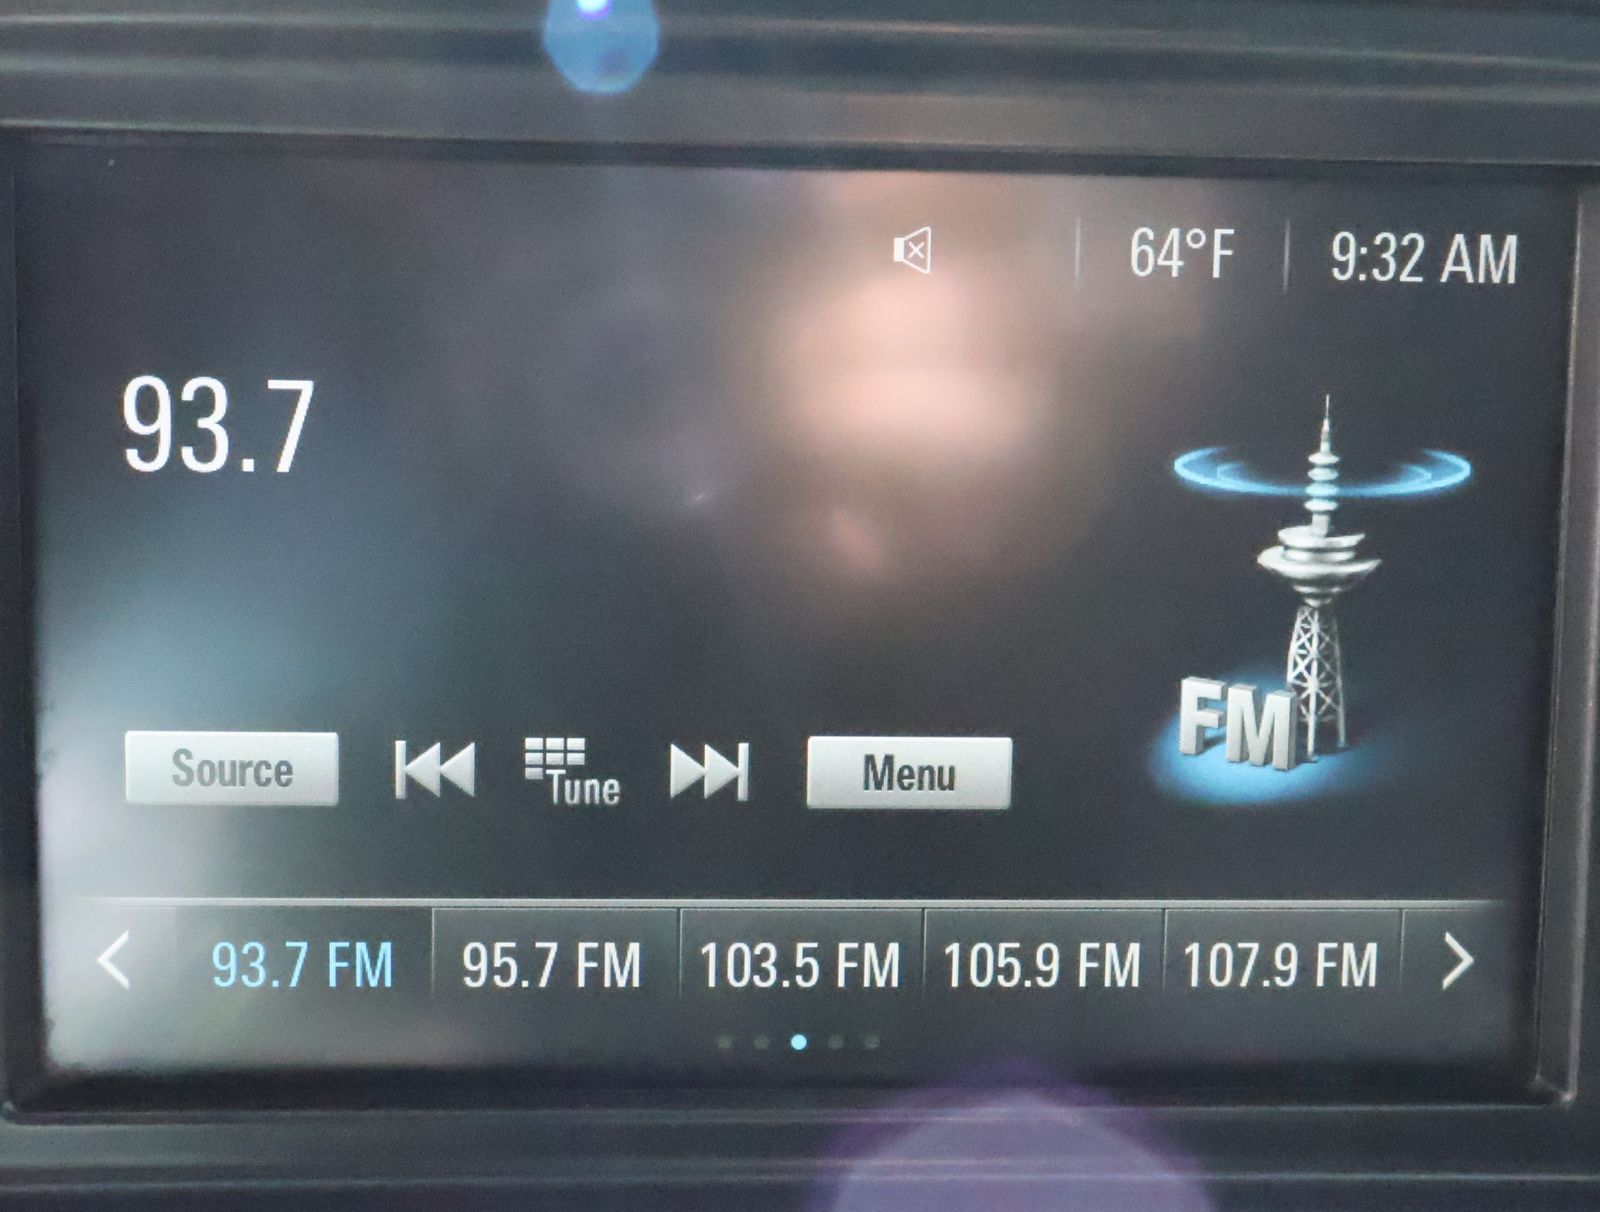 64°F 9:32 AM
93.7
FM
Source Tune Menu
93.7 FM 95.7 FM 103.5 FM 105.9 FM 107.9 FM